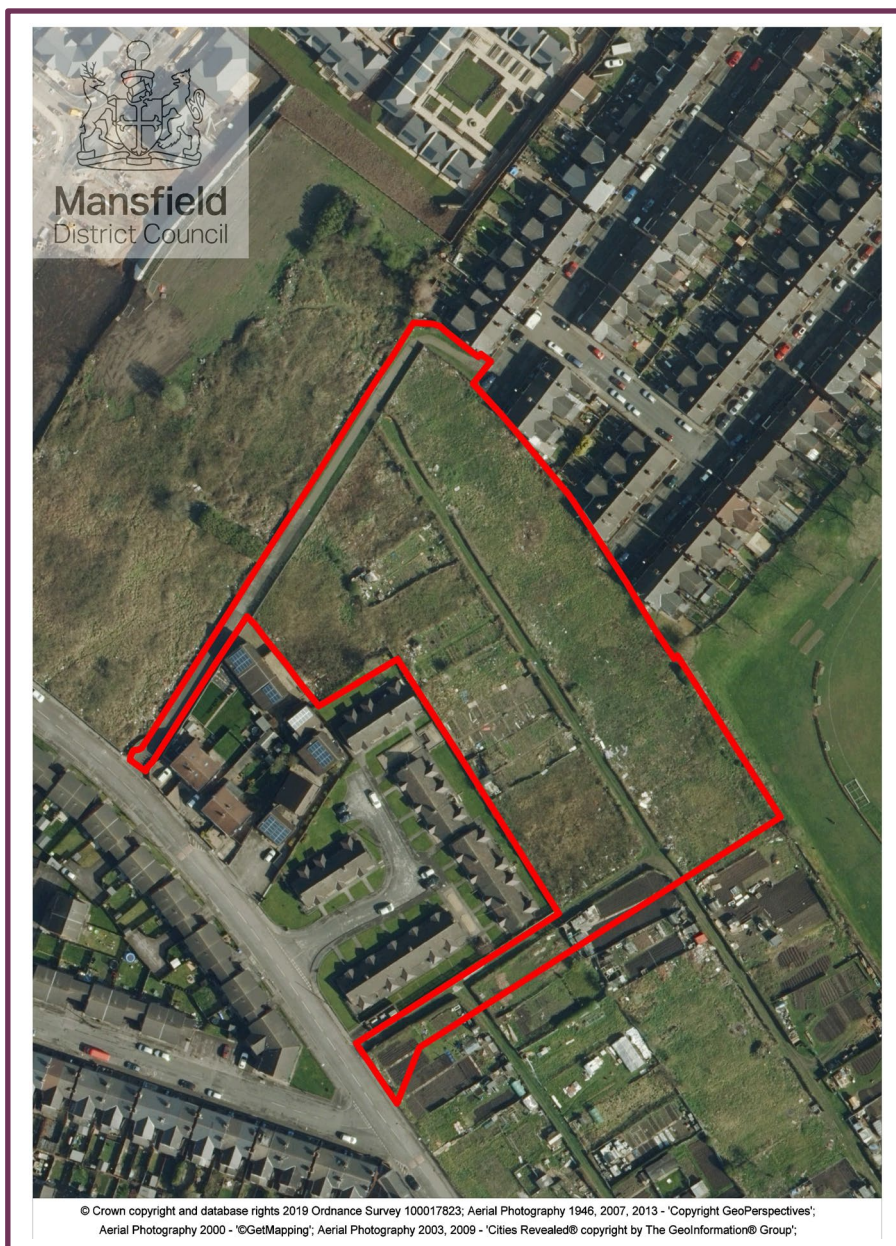 Mansfield
District Council
© Crown copyright and database rights 2019 Ordnance Survey 100017823; Aerial Photography 1946, 2007, 2013 - 'Copyright GeoPerspectives';
Aerial Photography 2000 - '©GetMapping'; Aerial Photography 2003, 2009 - 'Cities Revealed® copyright by The GeoInformation® Group';